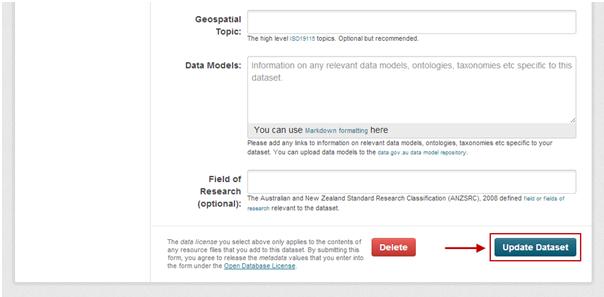 Geospatial
Topic:
The high level ISO19115 topics. Optional but recommended.
Data Models:
Information on any relevant data models, ontologies, taxonomies etc specific to this
dataset.
You can use Markdown formatting here
Please add any links to information on relevant data models, ontologies, taxonomies etc specific to your
dataset. You can upload data models to the data.gov.au data model repository.
Field of
Research
(optional):
The Australian and New Zealand Standard Research Classification (ANZSRC), 2008 defined field or fields of
research relevant to the dataset.
The data license you select above only applies to the contents
of any resource files that you add to this dataset. By submitting
this form, you agree to release the metadata values that you enter into
the form under the Open Database License.
Delete
Update Dataset